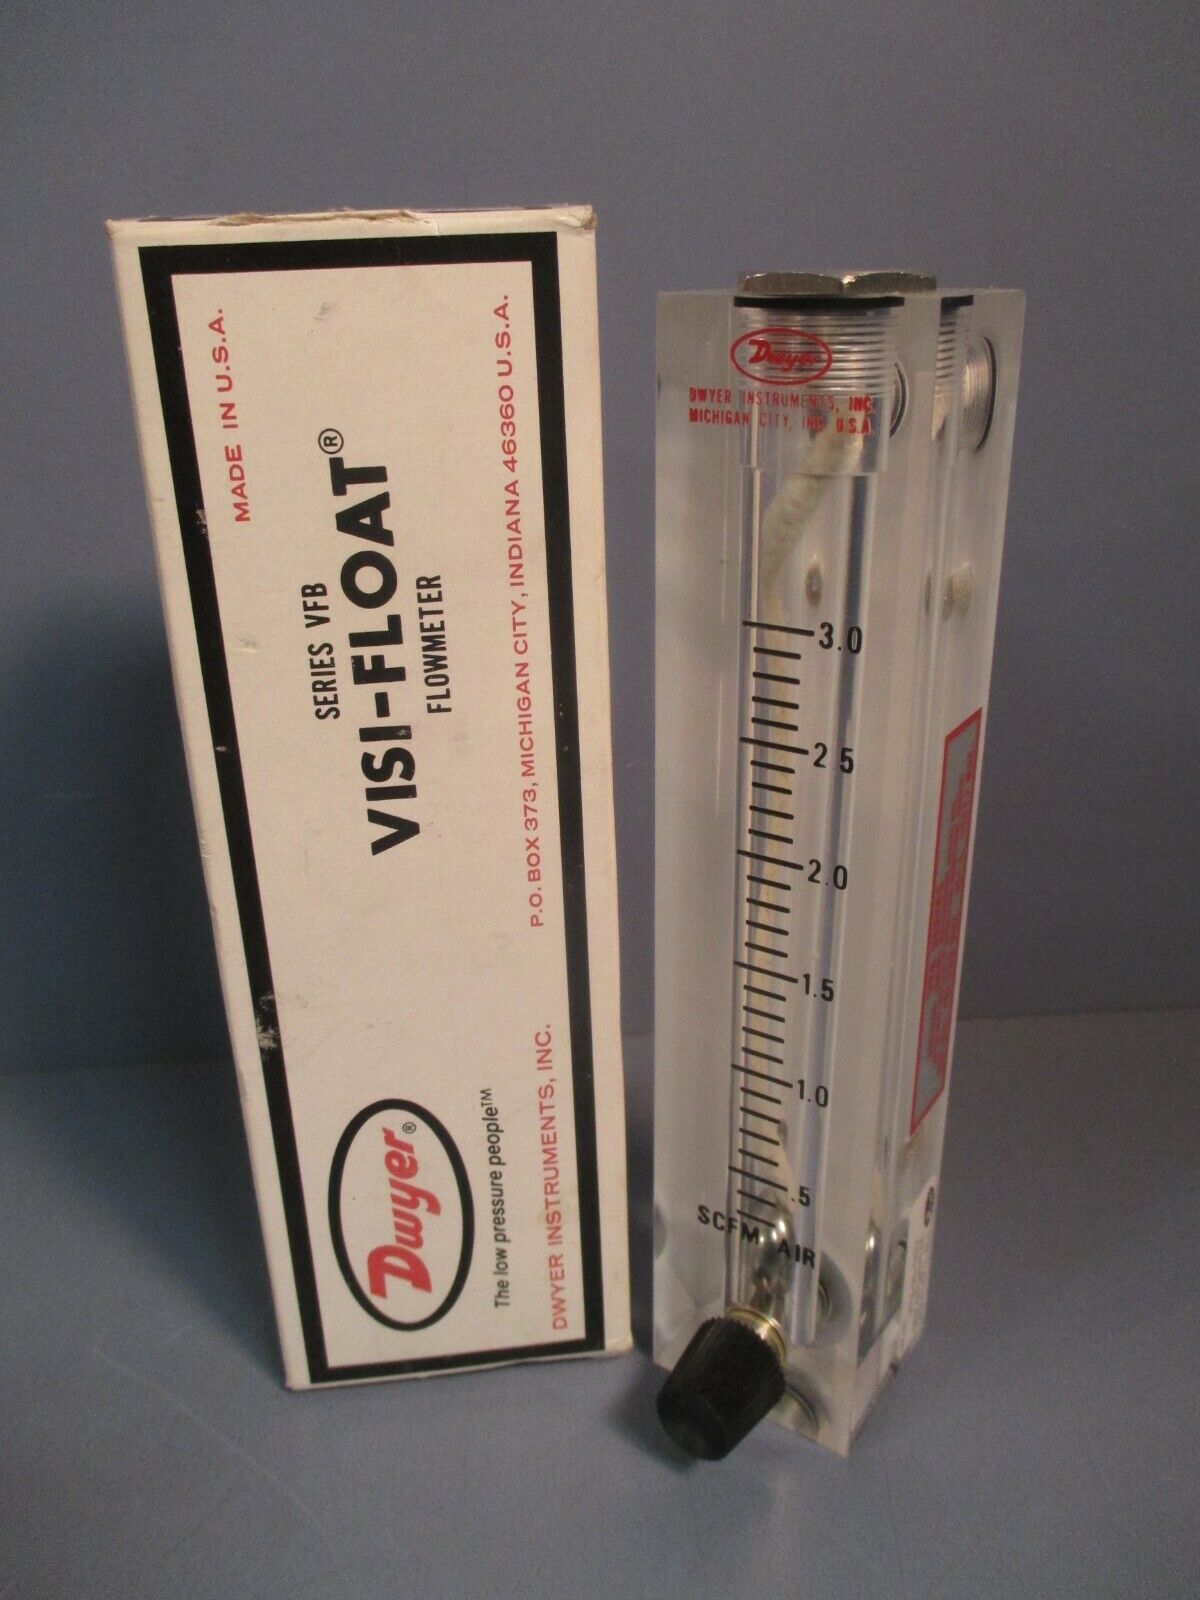 MADE IN U.S.A.
SERIES VFB
VISI-FLOAT®
FLOWMETER
P.O. BOX 373, MICHIGAN CITY, INDIANA 46360 U.S.A.
Dwyer®
The low pressure people™
DWYER INSTRUMENTS, INC.
Dwyer
DWYER INSTRUMENTS, INC.
MICHIGAN CITY, IND. U.S.A.
3.0
2.5
2.0
1.5
1.0
.5
SCFM AIR